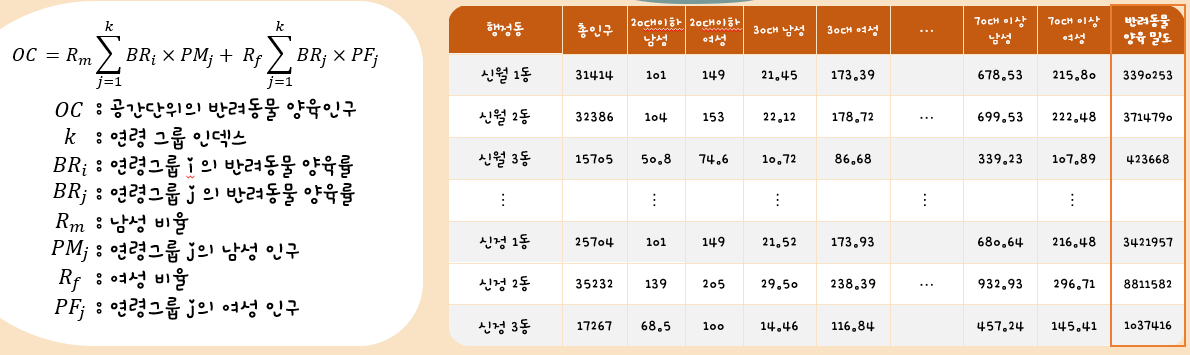 OC = R_m ∑_{j=1}^{k} BR_i × PM_j + R_f ∑_{j=1}^{k} BR_j × PF_j
OC : 공간단위의 반려동물 양육인구
k : 연령 그룹 인덱스
BR_i : 연령그룹 i 의 반려동물 양육률
BR_j : 연령그룹 j 의 반려동물 양육률
R_m : 남성 비율
PM_j : 연령그룹 j의 남성 인구
R_f : 여성 비율
PF_j : 연령그룹 j의 여성 인구
행정동 총인구 20대이하 남성 20대이하 여성 30대 남성 30대 여성 ... 70대 이상 남성 70대 이상 여성 반려동물 양육 밀도
신월 1동 31414 101 149 21.45 173.39 678.53 215.80 3390253
신월 2동 32386 104 153 22.12 178.72 ... 699.53 222.48 3714790
신월 3동 15705 50.8 74.6 10.72 86.68 339.23 107.89 423668
⋮ ⋮ ⋮ ⋮ ⋮
신정 1동 25704 101 149 21.52 173.93 680.64 216.48 3421957
신정 2동 35232 139 205 29.50 238.39 ... 932.93 296.71 8811582
신정 3동 17267 68.5 100 14.46 116.84 457.24 145.41 1037416